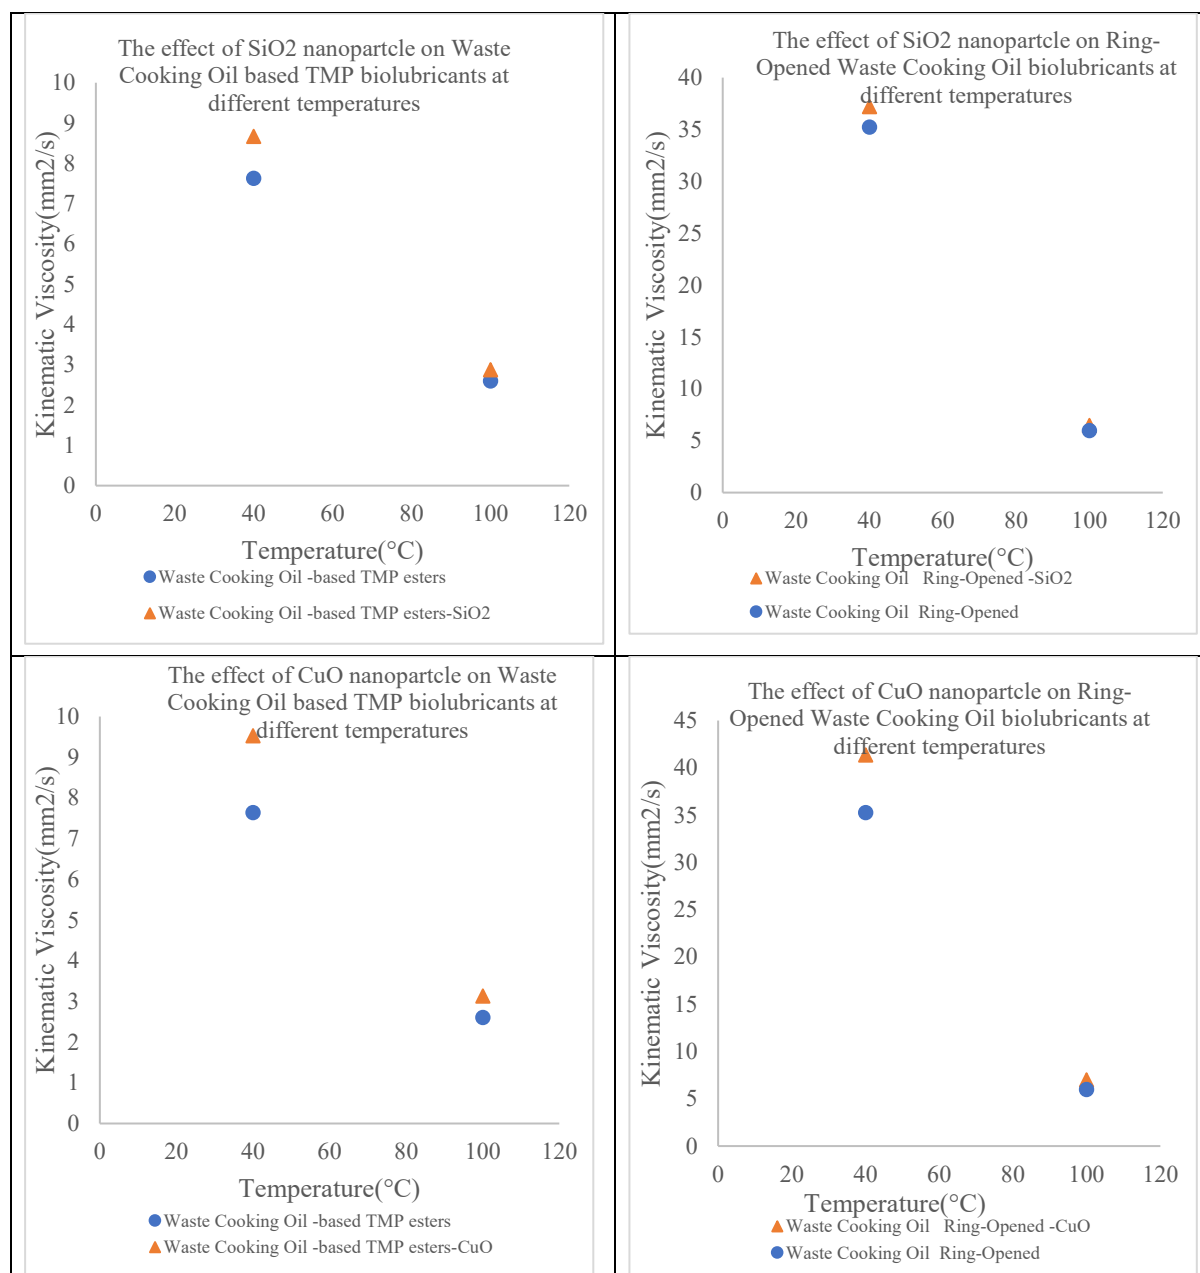 The effect of SiO2 nanopartcle on Waste
Cooking Oil based TMP biolubricants at
different temperatures
Kinematic Viscosity(mm2/s)
10
9
8
7
6
5
4
3
2
1
0
0 20 40 60 80 100 120
Temperature(°C)
Waste Cooking Oil -based TMP esters
Waste Cooking Oil -based TMP esters-SiO2
The effect of SiO2 nanopartcle on Ring-
Opened Waste Cooking Oil biolubricants at
different temperatures
Kinematic Viscosity(mm2/s)
40
35
30
25
20
15
10
5
0
0 20 40 60 80 100 120
Temperature(°C)
Waste Cooking Oil Ring-Opened -SiO2
Waste Cooking Oil Ring-Opened
The effect of CuO nanopartcle on Waste
Cooking Oil based TMP biolubricants at
different temperatures
Kinematic Viscosity(mm2/s)
10
9
8
7
6
5
4
3
2
1
0
0 20 40 60 80 100 120
Temperature(°C)
Waste Cooking Oil -based TMP esters
Waste Cooking Oil -based TMP esters-CuO
The effect of CuO nanopartcle on Ring-
Opened Waste Cooking Oil biolubricants at
different temperatures
Kinematic Viscosity(mm2/s)
45
40
35
30
25
20
15
10
5
0
0 20 40 60 80 100 120
Temperature(°C)
Waste Cooking Oil Ring-Opened -CuO
Waste Cooking Oil Ring-Opened